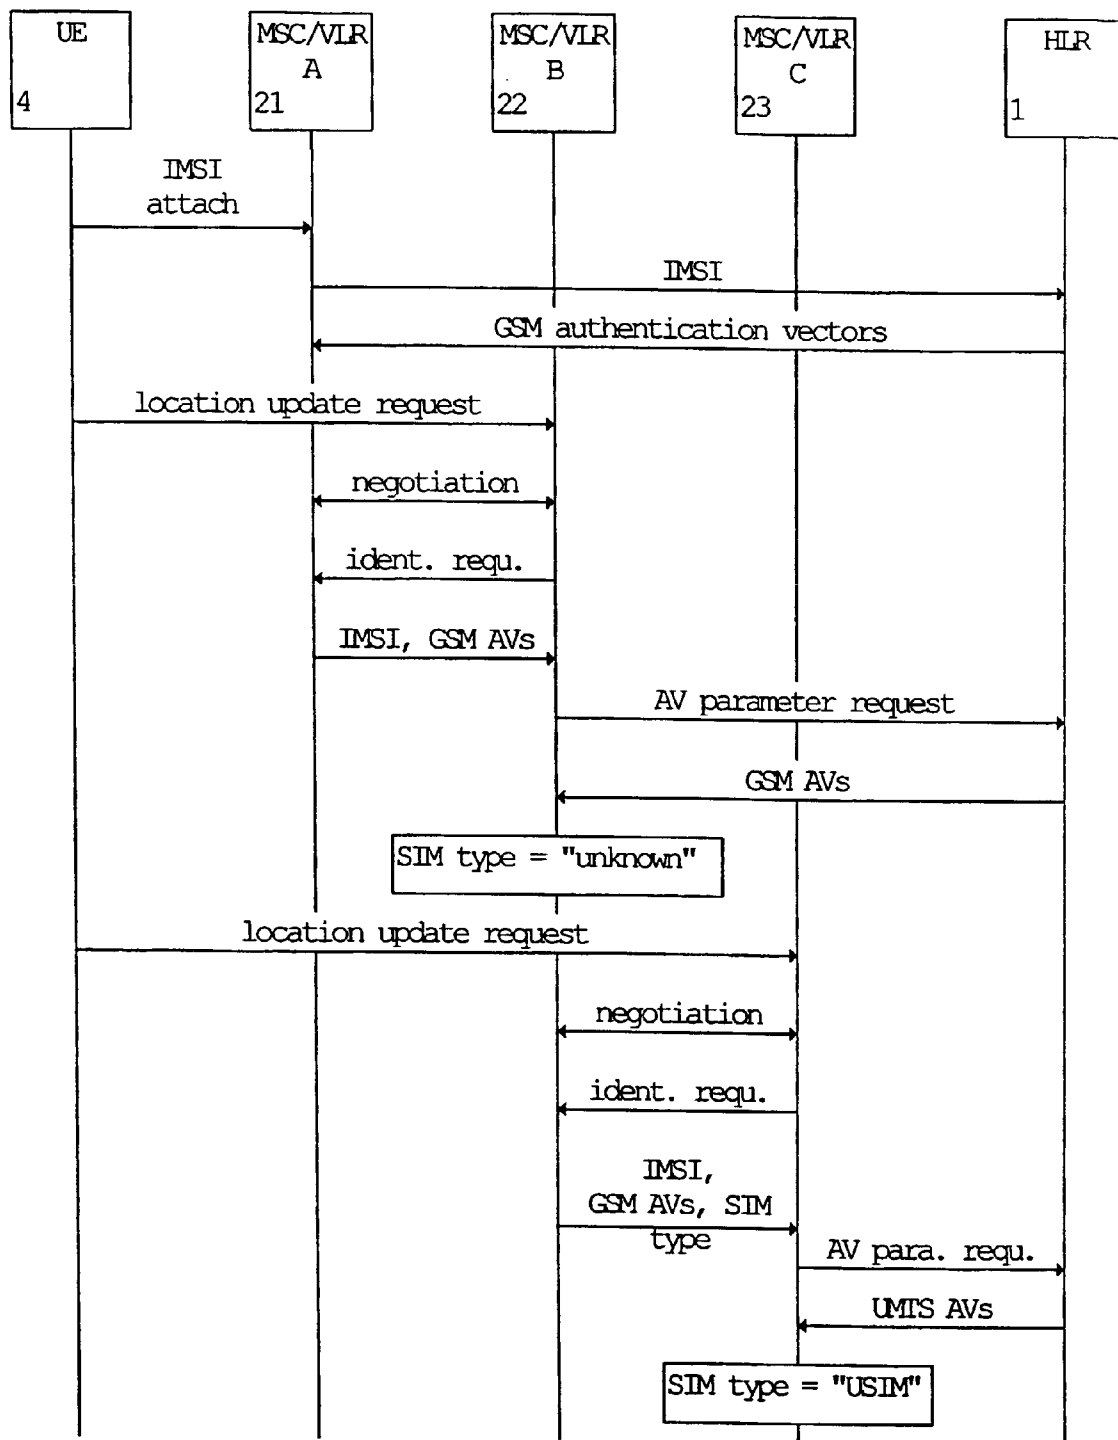 UE
4
MSC/VLR
A
21
MSC/VLR
B
22
MSC/VLR
C
23
HLR
1
IMSI
attach
IMSI
GSM authentication vectors
location update request
negotiation
ident. requ.
IMSI, GSM AVs
AV parameter request
GSM AVs
SIM type = "unknown"
location update request
negotiation
ident. requ.
IMSI,
GSM AVs, SIM
type
AV para. requ.
UMTS AVs
SIM type = "USIM"